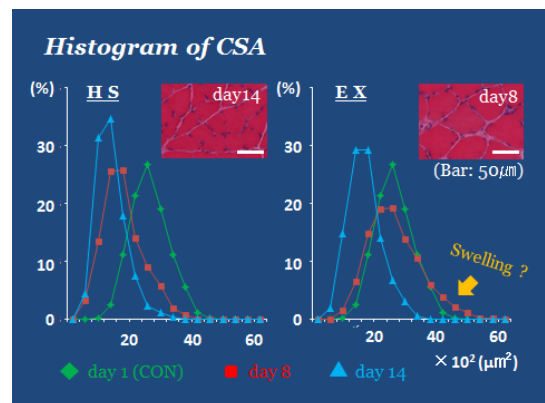 Histogram of CSA
(%)
H S
day14
30
20
10
0
20
40
60
(%)
E X
day8
(Bar: 50㎛)
30
20
10
0
Swelling ?
20
40
60
× 10² (μm²)
day 1 (CON)
day 8
day 14